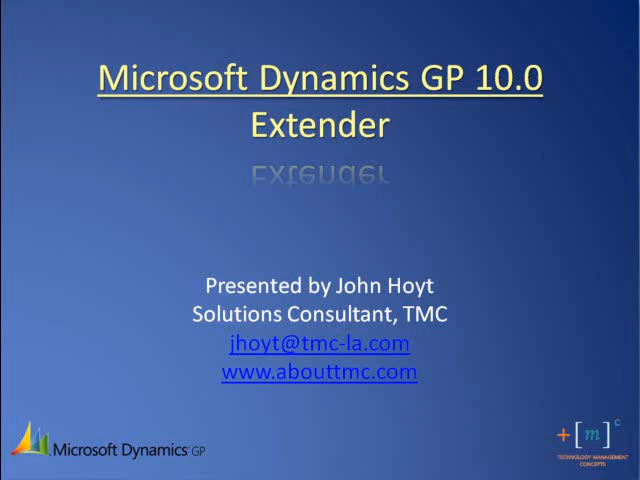 Microsoft Dynamics GP 10.0
Extender
Presented by John Hoyt
Solutions Consultant, TMC
jhoyt@tmc-la.com
www.abouttmc.com
Microsoft Dynamics GP
+[m]c
TECHNOLOGY MANAGEMENT
CONCEPTS